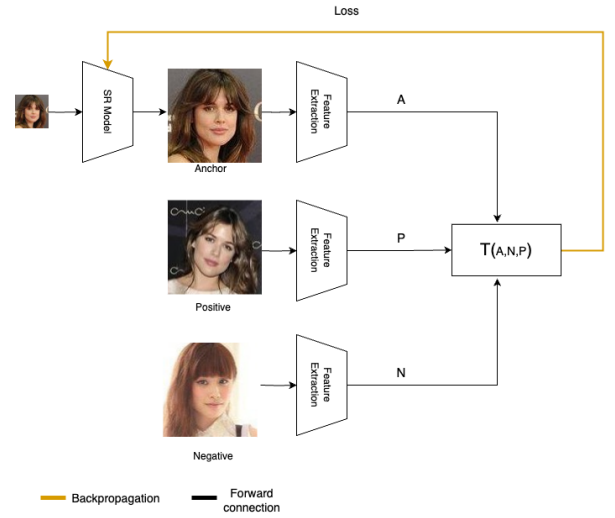 Loss
SR Model
Feature
Extraction
A
Anchor
Feature
Extraction
P
T(A,N,P)
Positive
Feature
Extraction
N
Negative
Backpropagation
Forward
connection